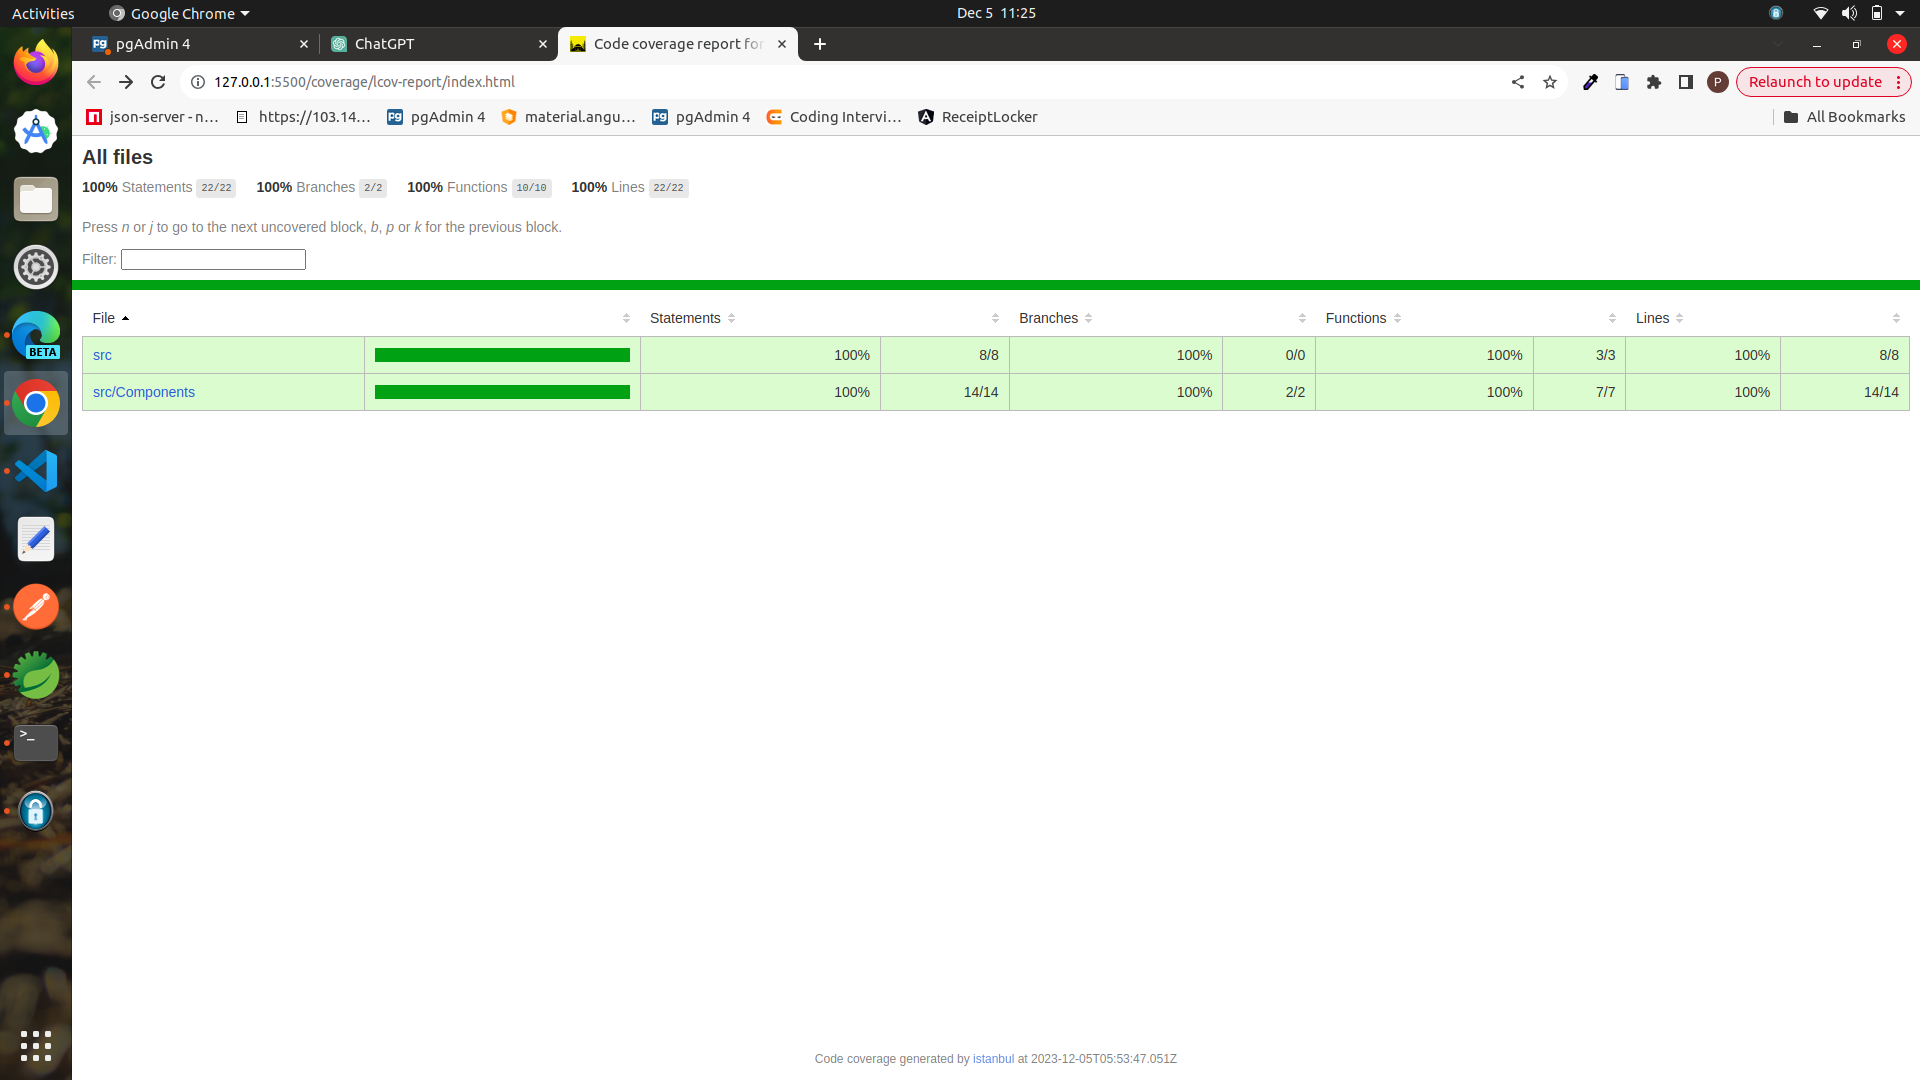 Activities Google Chrome Dec 5 11:25
pgAdmin 4 ChatGPT Code coverage report for
127.0.0.1:5500/coverage/lcov-report/index.html P Relaunch to update
json-server - n… https://103.14… pgAdmin 4 material.angu… pgAdmin 4 Coding Intervi… ReceiptLocker All Bookmarks
All files
100% Statements 22/22 100% Branches 2/2 100% Functions 10/10 100% Lines 22/22
Press n or j to go to the next uncovered block, b, p or k for the previous block.
Filter:
File Statements Branches Functions Lines
src 100% 8/8 100% 0/0 100% 3/3 100% 8/8
src/Components 100% 14/14 100% 2/2 100% 7/7 100% 14/14
BETA
>_
Code coverage generated by istanbul at 2023-12-05T05:53:47.051Z